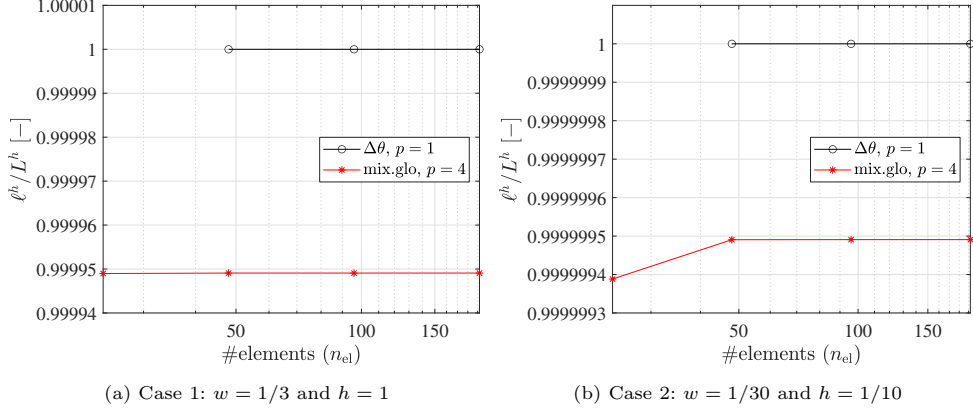 1.00001
1
0.99999
0.99998
0.99997
0.99996
0.99995
0.99994
ℓ^h/L^h [−]
Δθ, p = 1
mix.glo, p = 4
50
100
150
#elements (n_el)
(a) Case 1: w = 1/3 and h = 1
1
0.9999999
0.9999998
0.9999997
0.9999996
0.9999995
0.9999994
0.9999993
ℓ^h/L^h [−]
Δθ, p = 1
mix.glo, p = 4
50
100
150
#elements (n_el)
(b) Case 2: w = 1/30 and h = 1/10